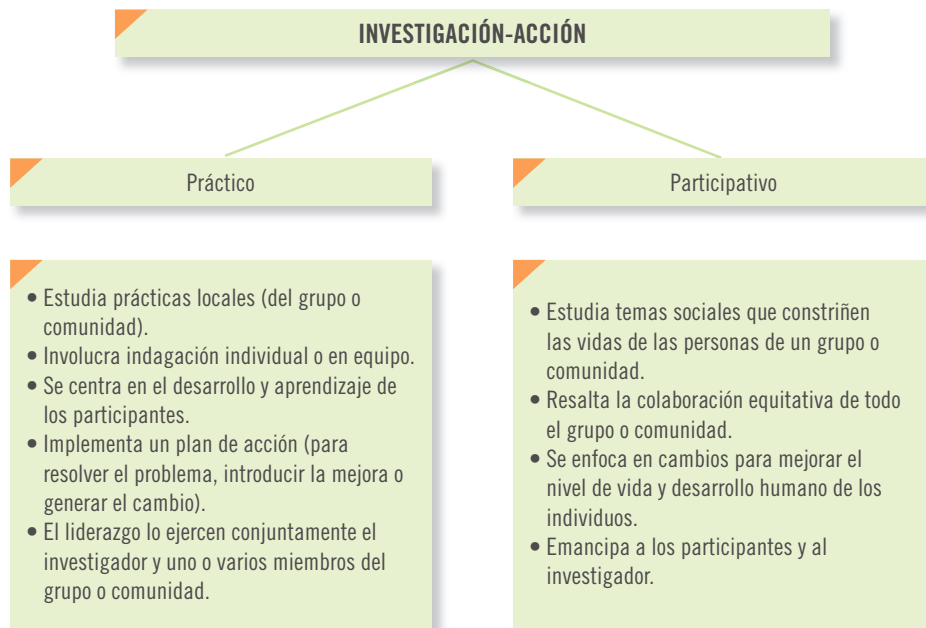 INVESTIGACIÓN-ACCIÓN
Práctico
• Estudia prácticas locales (del grupo o
comunidad).
• Involucra indagación individual o en equipo.
• Se centra en el desarrollo y aprendizaje de
los participantes.
• Implementa un plan de acción (para
resolver el problema, introducir la mejora o
generar el cambio).
• El liderazgo lo ejercen conjuntamente el
investigador y uno o varios miembros del
grupo o comunidad.
Participativo
• Estudia temas sociales que constriñen
las vidas de las personas de un grupo o
comunidad.
• Resalta la colaboración equitativa de todo
el grupo o comunidad.
• Se enfoca en cambios para mejorar el
nivel de vida y desarrollo humano de los
individuos.
• Emancipa a los participantes y al
investigador.